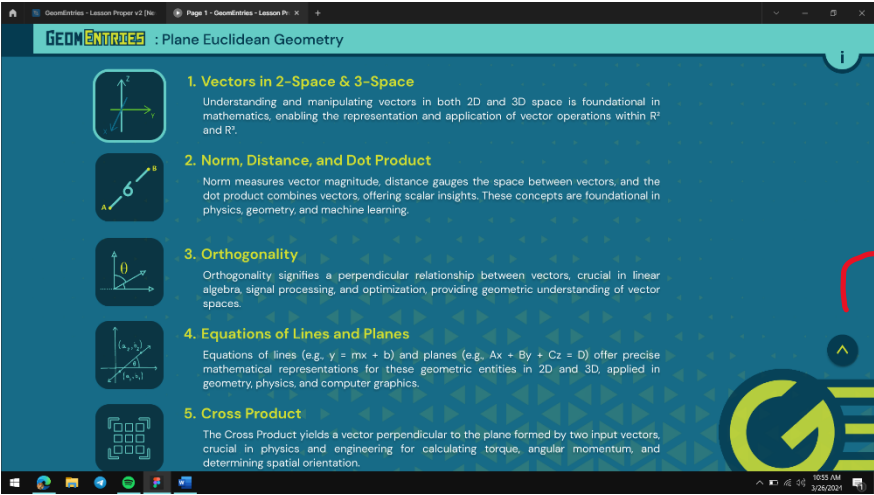 GeomEntries - Lesson Proper v2 [Ne
Page 1 - GeomEntries - Lesson Pr
GEOMENTRIES : Plane Euclidean Geometry
i
Z
Y
X
1. Vectors in 2-Space & 3-Space
Understanding and manipulating vectors in both 2D and 3D space is foundational in
mathematics, enabling the representation and application of vector operations within R²
and R³.
B
6
A
2. Norm, Distance, and Dot Product
Norm measures vector magnitude, distance gauges the space between vectors, and the
dot product combines vectors, offering scalar insights. These concepts are foundational in
physics, geometry, and machine learning.
θ
3. Orthogonality
Orthogonality signifies a perpendicular relationship between vectors, crucial in linear
algebra, signal processing, and optimization, providing geometric understanding of vector
spaces.
4. Equations of Lines and Planes
Equations of lines (e.g., y = mx + b) and planes (e.g., Ax + By + Cz = D) offer precise
mathematical representations for these geometric entities in 2D and 3D, applied in
geometry, physics, and computer graphics.
5. Cross Product
The Cross Product yields a vector perpendicular to the plane formed by two input vectors,
crucial in physics and engineering for calculating torque, angular momentum, and
determining spatial orientation.
10:55 AM
3/26/2024